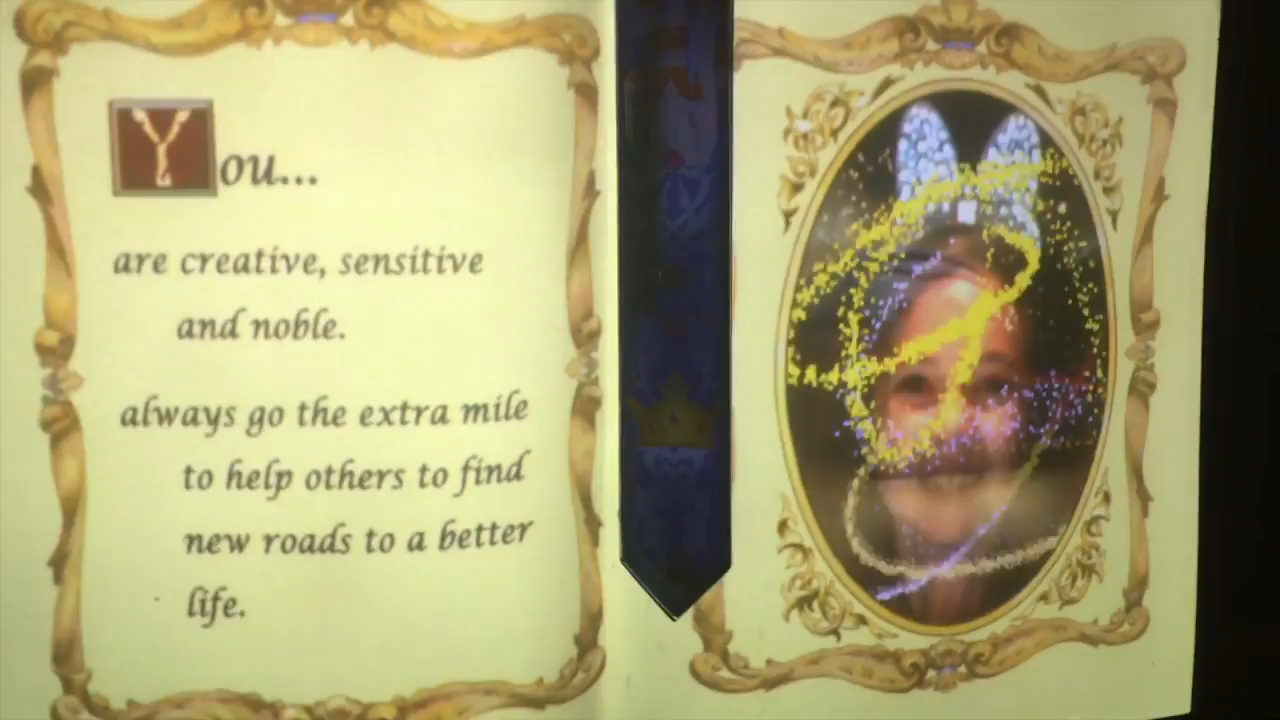 You...
are creative, sensitive
and noble.
always go the extra mile
to help others to find
new roads to a better
life.